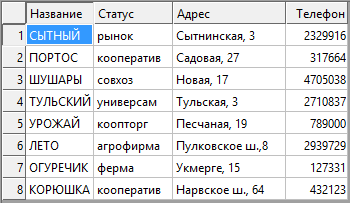 Название Статус Адрес Телефон
1 СЫТНЫЙ рынок Сытнинская, 3 2329916
2 ПОРТОС кооператив Садовая, 27 317664
3 ШУШАРЫ совхоз Новая, 17 4705038
4 ТУЛЬСКИЙ универсам Тульская, 3 2710837
5 УРОЖАЙ коопторг Песчаная, 19 789000
6 ЛЕТО агрофирма Пулковское ш.,8 2939729
7 ОГУРЕЧИК ферма Укмерге, 15 127331
8 КОРЮШКА кооператив Нарвское ш., 64 432123